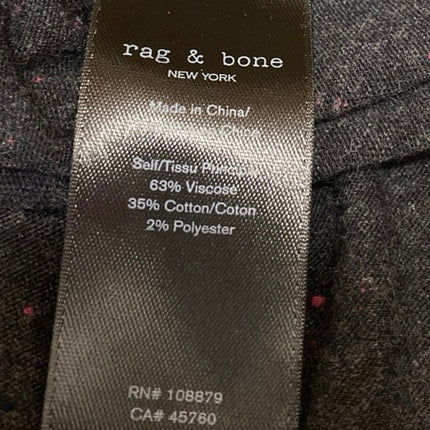 rag & bone
NEW YORK
Made in China/
Chine
Self/Tissu Principal
63% Viscose
35% Cotton/Coton
2% Polyester
RN# 108879
CA# 45760